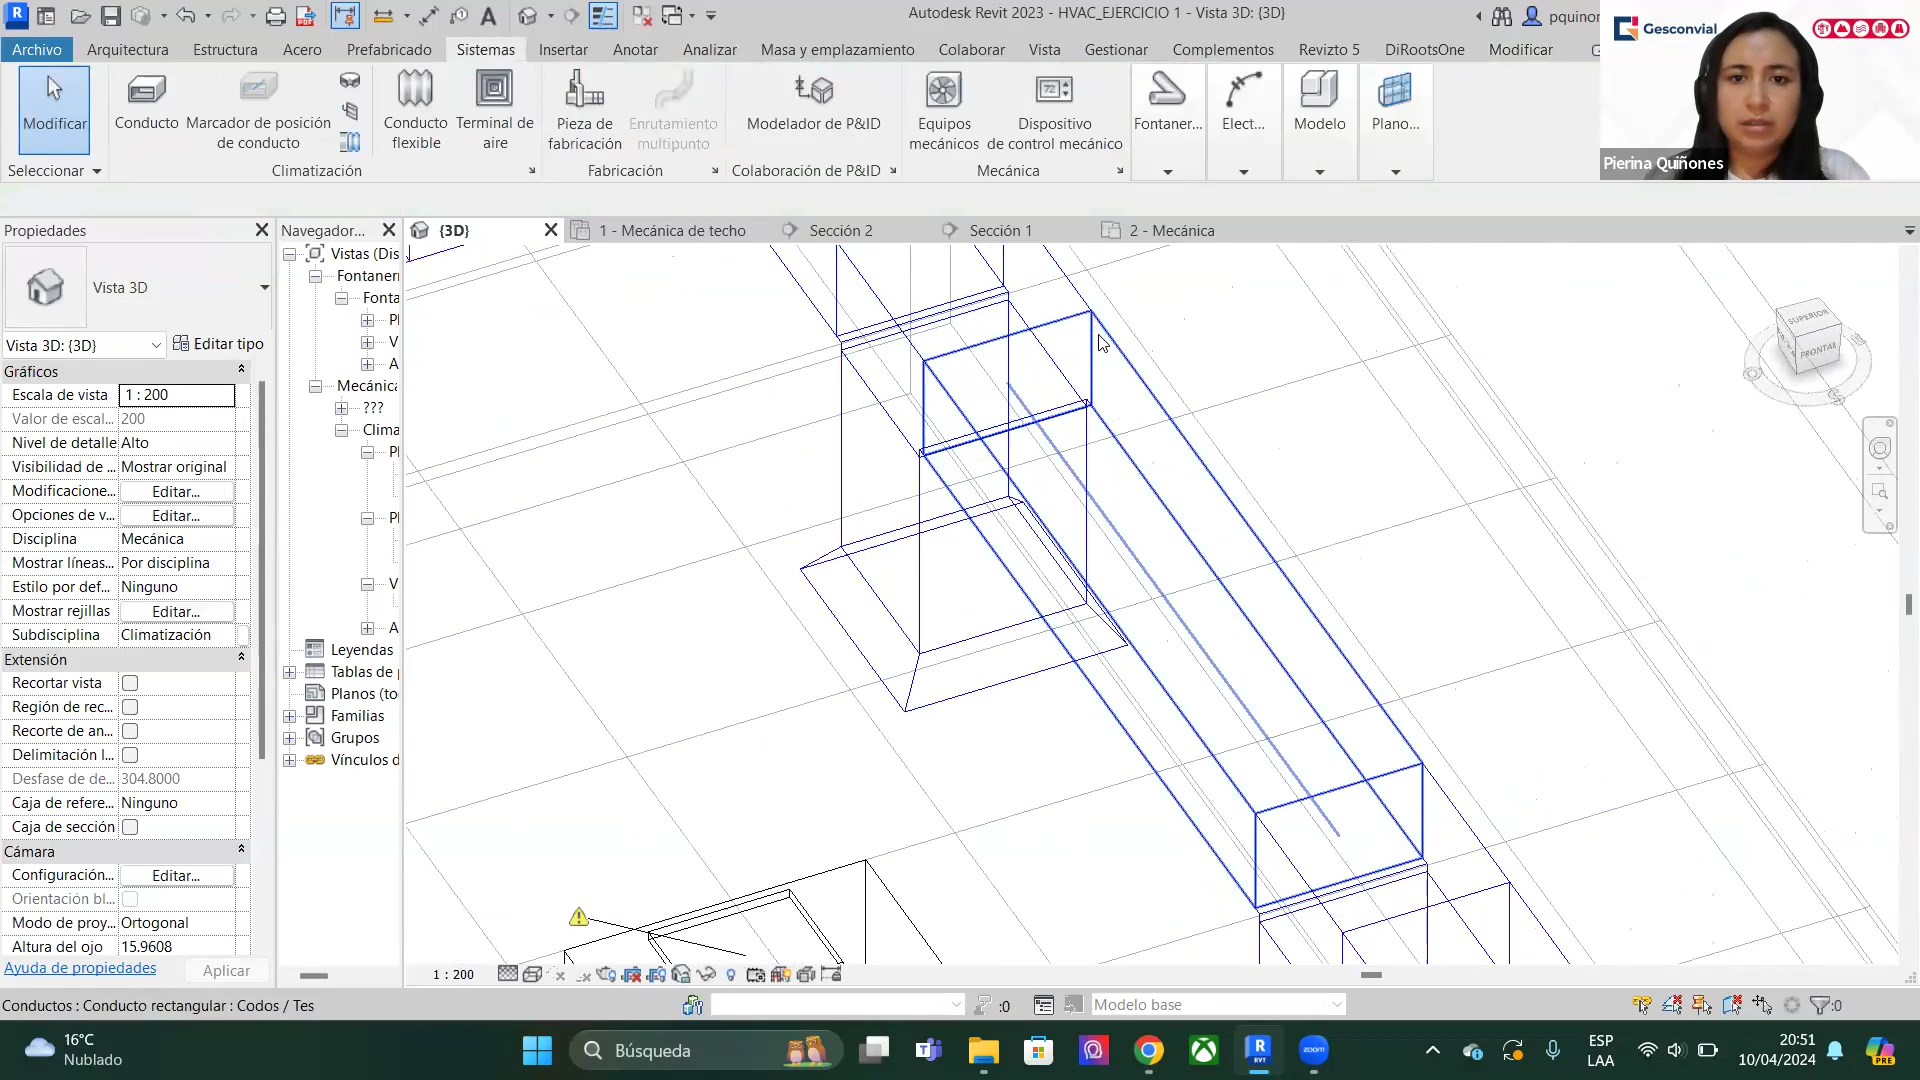 Autodesk Revit 2023 - HVAC_EJERCICIO 1 - Vista 3D: {3D}
pquinor
Gesconvial
Archivo Arquitectura Estructura Acero Prefabricado Sistemas Insertar Anotar Analizar Masa y emplazamiento Colaborar Vista Gestionar Complementos Revizto 5 DiRootsOne Modificar
Modificar
Conducto
Marcador de posición
de conducto
Conducto
flexible
Terminal de
aire
Pieza de
fabricación
Enrutamiento
multipunto
Modelador de P&ID
Equipos
mecánicos
Dispositivo
de control mecánico
Fontaner...
Elect...
Modelo
Plano...
Seleccionar
Climatización
Fabricación
Colaboración de P&ID
Mecánica
Pierina Quiñones
Propiedades
Navegador...
{3D}
1 - Mecánica de techo
Sección 2
Sección 1
2 - Mecánica
Vista 3D
Vista 3D: {3D}
Editar tipo
Gráficos
Escala de vista 1 : 200
Valor de escal... 200
Nivel de detalle Alto
Visibilidad de ... Mostrar original
Modificacione... Editar...
Opciones de v... Editar...
Disciplina Mecánica
Mostrar líneas... Por disciplina
Estilo por def... Ninguno
Mostrar rejillas Editar...
Subdisciplina Climatización
Extensión
Recortar vista
Región de rec...
Recorte de an...
Delimitación l...
Desfase de de... 304.8000
Caja de refere... Ninguno
Caja de sección
Cámara
Configuración... Editar...
Orientación bl...
Modo de proy... Ortogonal
Altura del ojo 15.9608
Ayuda de propiedades
Aplicar
Vistas (Dis
Fontaner
Fonta
Mecánica
???
Clima
Leyendas
Tablas de
Planos (to
Familias
Grupos
Vínculos d
SUPERIOR
FRONTAL
1 : 200
Conductos : Conducto rectangular : Codos / Tes
:0
Modelo base
:0
16°C
Nublado
Búsqueda
ESP
LAA
20:51
10/04/2024